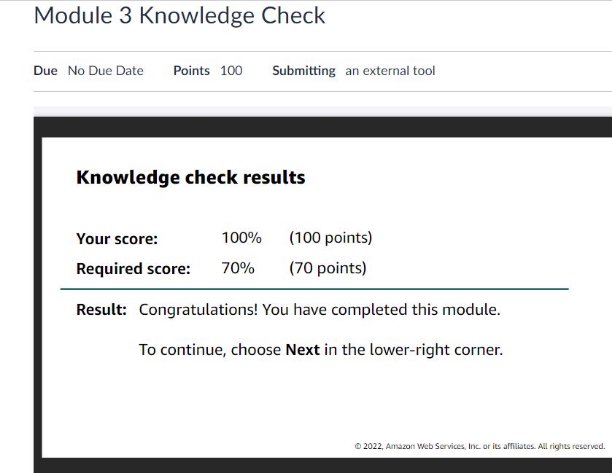 Module 3 Knowledge Check
Due No Due Date Points 100 Submitting an external tool
Knowledge check results
Your score: 100% (100 points)
Required score: 70% (70 points)
Result: Congratulations! You have completed this module.
To continue, choose Next in the lower-right corner.
© 2022, Amazon Web Services, Inc. or its affiliates. All rights reserved.